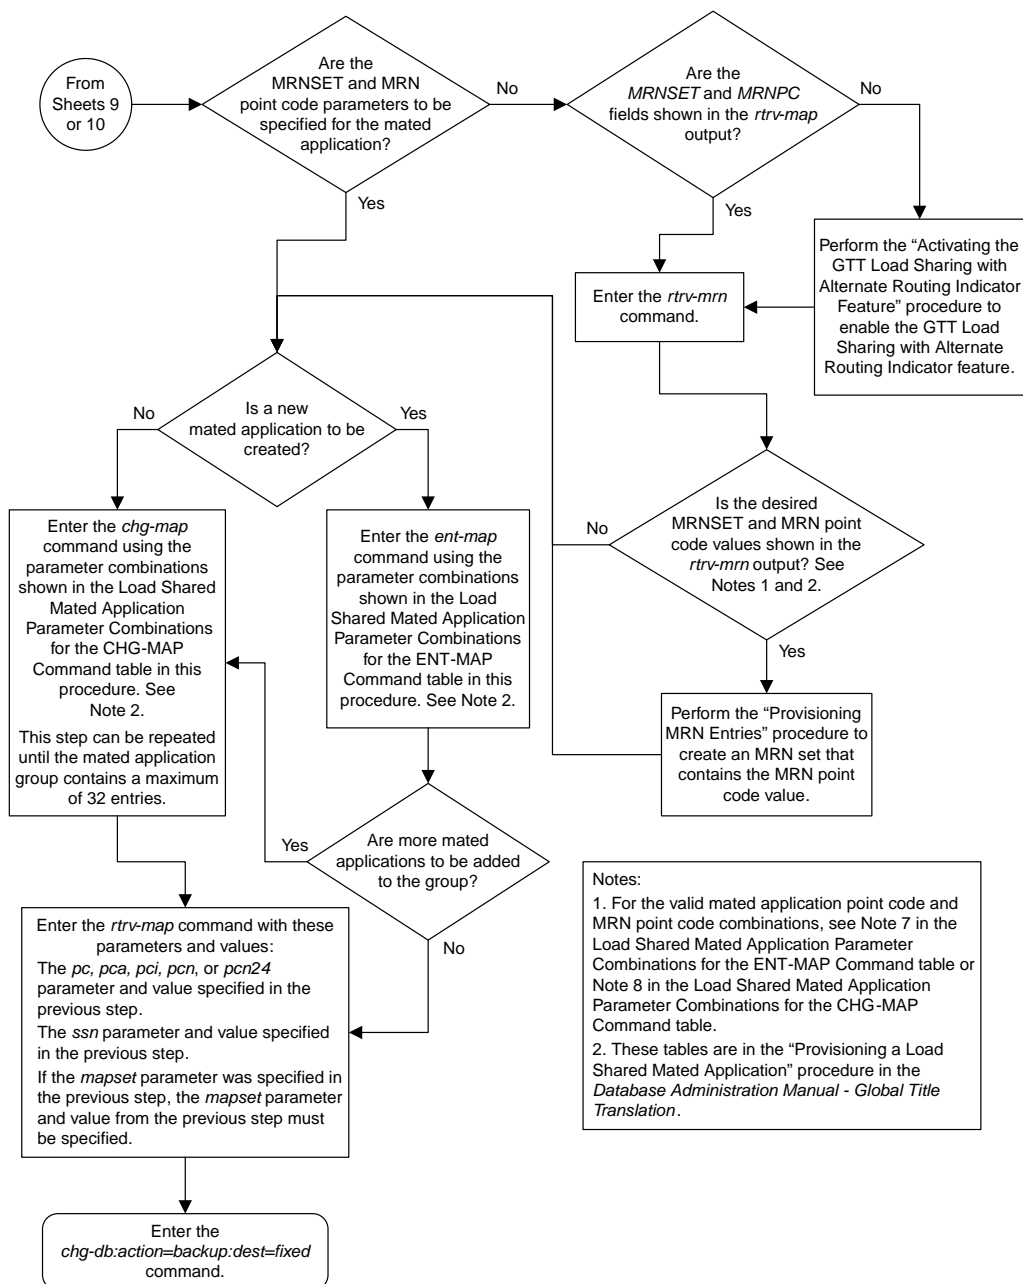 From
Sheets 9
or 10
Are the
MRNSET and MRN
point code parameters to be
specified for the mated
application?
No
Are the
MRNSET and MRNPC
fields shown in the rtrv-map
output?
No
Yes
Yes
Perform the “Activating the
GTT Load Sharing with
Alternate Routing Indicator
Feature” procedure to
enable the GTT Load
Sharing with Alternate
Routing Indicator feature.
Enter the rtrv-mrn
command.
Is a new
mated application to be
created?
No
Yes
Is the desired
MRNSET and MRN point
code values shown in the
rtrv-mrn output? See
Notes 1 and 2.
No
Yes
Enter the chg-map
command using the
parameter combinations
shown in the Load Shared
Mated Application
Parameter Combinations
for the CHG-MAP
Command table in this
procedure. See
Note 2.
This step can be repeated
until the mated application
group contains a maximum
of 32 entries.
Enter the ent-map
command using the
parameter combinations
shown in the Load
Shared Mated Application
Parameter Combinations
for the ENT-MAP
Command table in this
procedure. See Note 2.
Perform the “Provisioning
MRN Entries” procedure to
create an MRN set that
contains the MRN point
code value.
Yes
Are more mated
applications to be added
to the group?
No
Enter the rtrv-map command with these
parameters and values:
The pc, pca, pci, pcn, or pcn24
parameter and value specified in the
previous step.
The ssn parameter and value specified
in the previous step.
If the mapset parameter was specified in
the previous step, the mapset parameter
and value from the previous step must
be specified.
Notes:
1. For the valid mated application point code and
MRN point code combinations, see Note 7 in the
Load Shared Mated Application Parameter
Combinations for the ENT-MAP Command table or
Note 8 in the Load Shared Mated Application
Parameter Combinations for the CHG-MAP
Command table.
2. These tables are in the “Provisioning a Load
Shared Mated Application” procedure in the
Database Administration Manual - Global Title
Translation.
Enter the
chg-db:action=backup:dest=fixed
command.